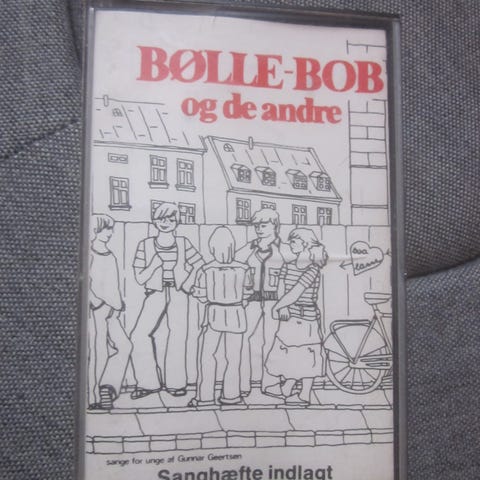 BØLLE-BOB
og de andre
sange for unge af Gunnar Geertsen
Sanghæfte indlagt